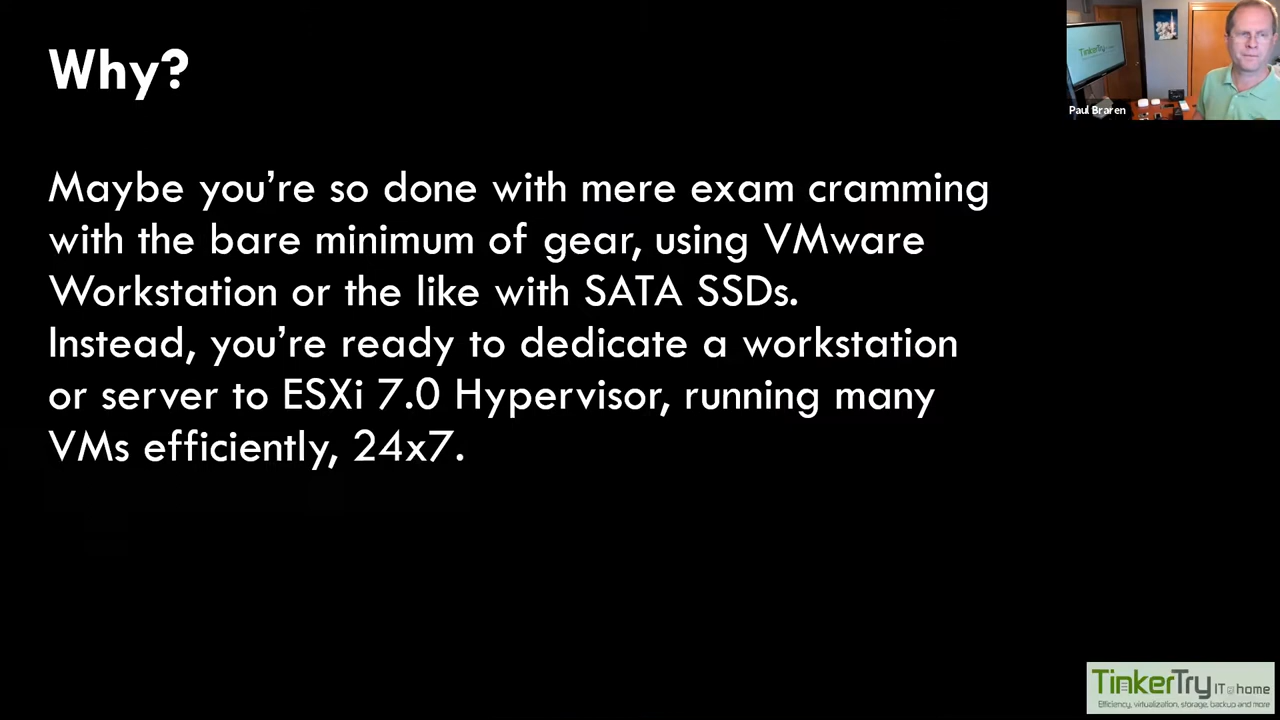 Why?
Maybe you’re so done with mere exam cramming
with the bare minimum of gear, using VMware
Workstation or the like with SATA SSDs.
Instead, you’re ready to dedicate a workstation
or server to ESXi 7.0 Hypervisor, running many
VMs efficiently, 24x7.
TinkerTry
Paul Braren
TinkerTry IT @ home
Efficiency, virtualization, storage, backup and more